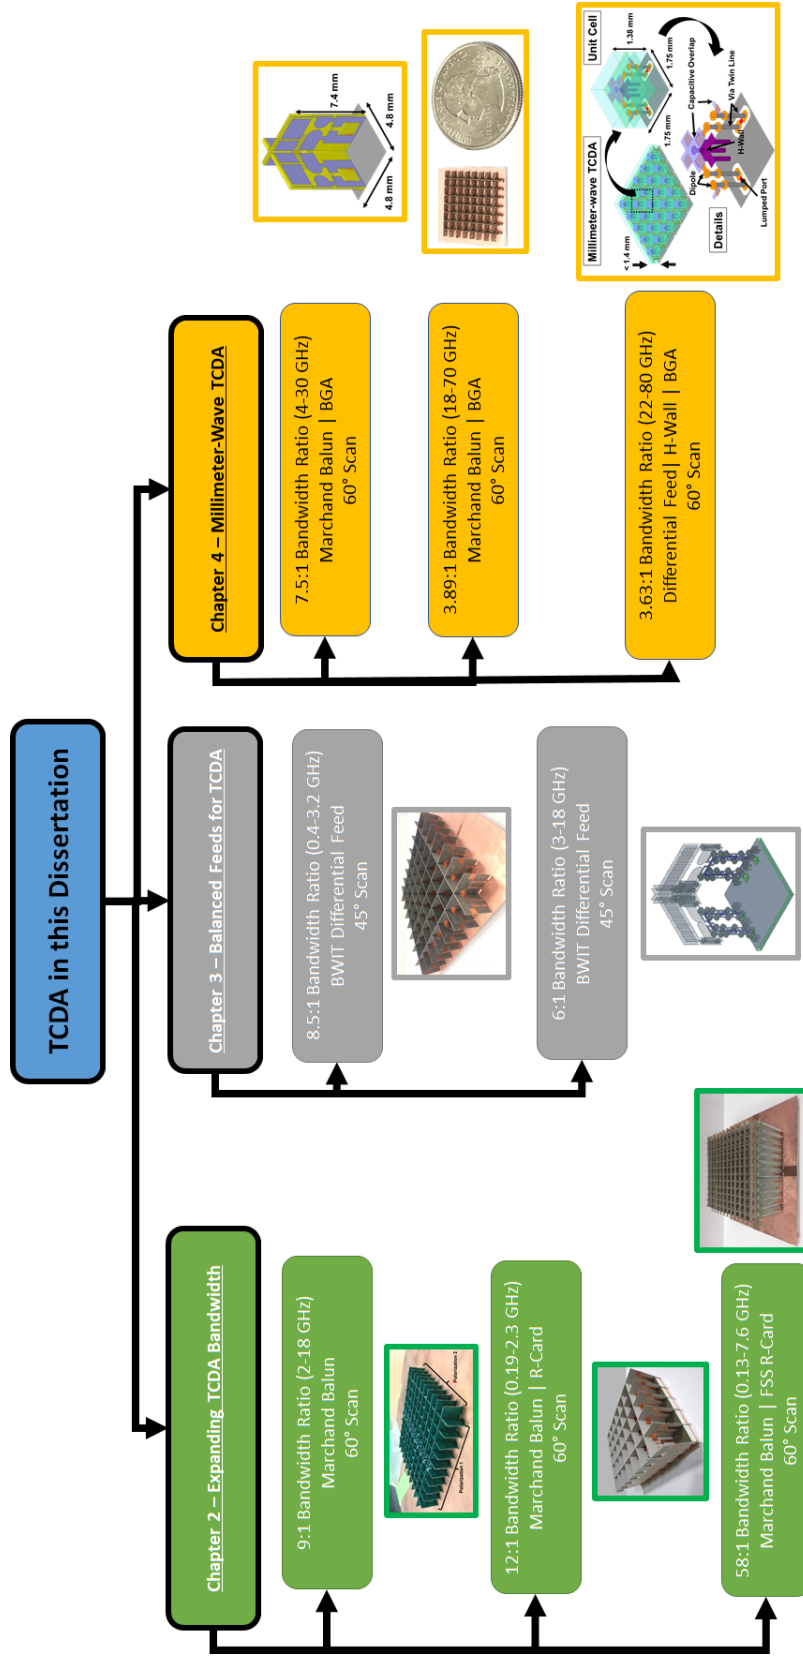 TCDA in this Dissertation
Chapter 2 – Expanding TCDA Bandwidth
9:1 Bandwidth Ratio (2-18 GHz)
Marchand Balun
60° Scan
Polarization 1
Polarization 2
12:1 Bandwidth Ratio (0.19-2.3 GHz)
Marchand Balun | R-Card
60° Scan
58:1 Bandwidth Ratio (0.13-7.6 GHz)
Marchand Balun | FSS R-Card
60° Scan
Chapter 3 – Balanced Feeds for TCDA
8.5:1 Bandwidth Ratio (0.4-3.2 GHz)
BWIT Differential Feed
45° Scan
6:1 Bandwidth Ratio (3-18 GHz)
BWIT Differential Feed
45° Scan
Chapter 4 – Millimeter-Wave TCDA
7.5:1 Bandwidth Ratio (4-30 GHz)
Marchand Balun | BGA
60° Scan
7.4 mm
4.8 mm
4.8 mm
3.89:1 Bandwidth Ratio (18-70 GHz)
Marchand Balun | BGA
60° Scan
3.63:1 Bandwidth Ratio (22-80 GHz)
Differential Feed| H-Wall | BGA
60° Scan
Millimeter-wave TCDA
Unit Cell
< 1.4 mm
1.38 mm
1.75 mm
1.75 mm
Details
Dipole
Capacitive Overlap
Lumped Port
H-Wall
Via Twin Line